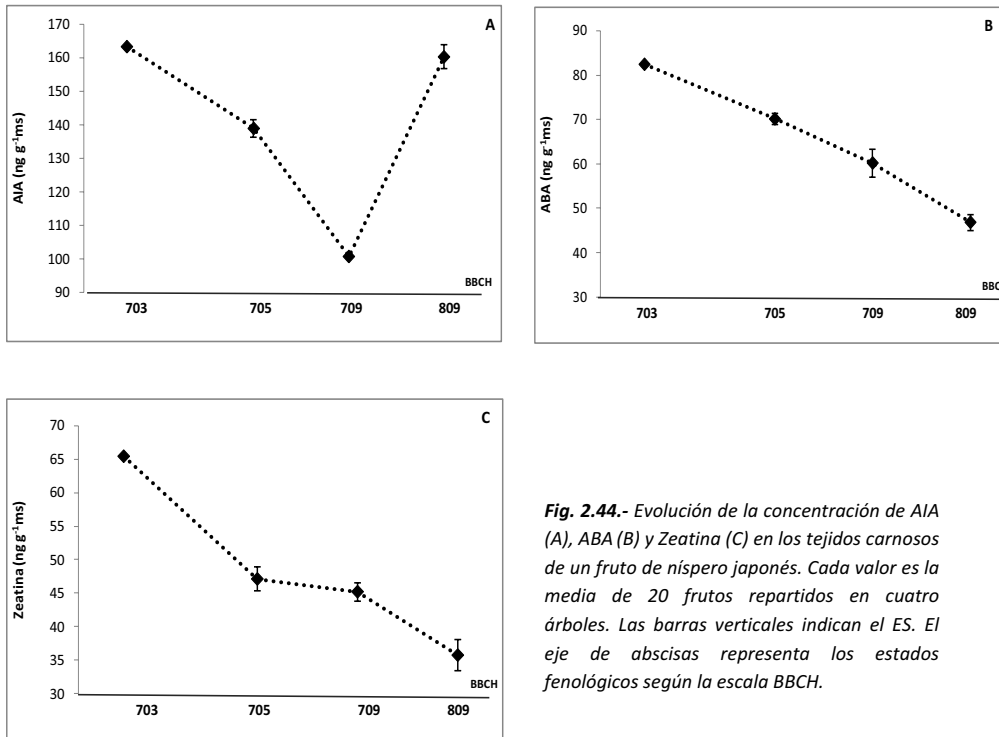 A
170
160
150
140
130
120
110
100
90
AIA (ng g⁻¹ms)
BBCH
703 705 709 809
B
90
80
70
60
50
40
30
ABA (ng g⁻¹ms)
BBC
703 705 709 809
C
70
65
60
55
50
45
40
35
30
Zeatina (ng g⁻¹ms)
BBCH
703 705 709 809
Fig. 2.44.- Evolución de la concentración de AIA
(A), ABA (B) y Zeatina (C) en los tejidos carnosos
de un fruto de níspero japonés. Cada valor es la
media de 20 frutos repartidos en cuatro
árboles. Las barras verticales indican el ES. El
eje de abscisas representa los estados
fenológicos según la escala BBCH.